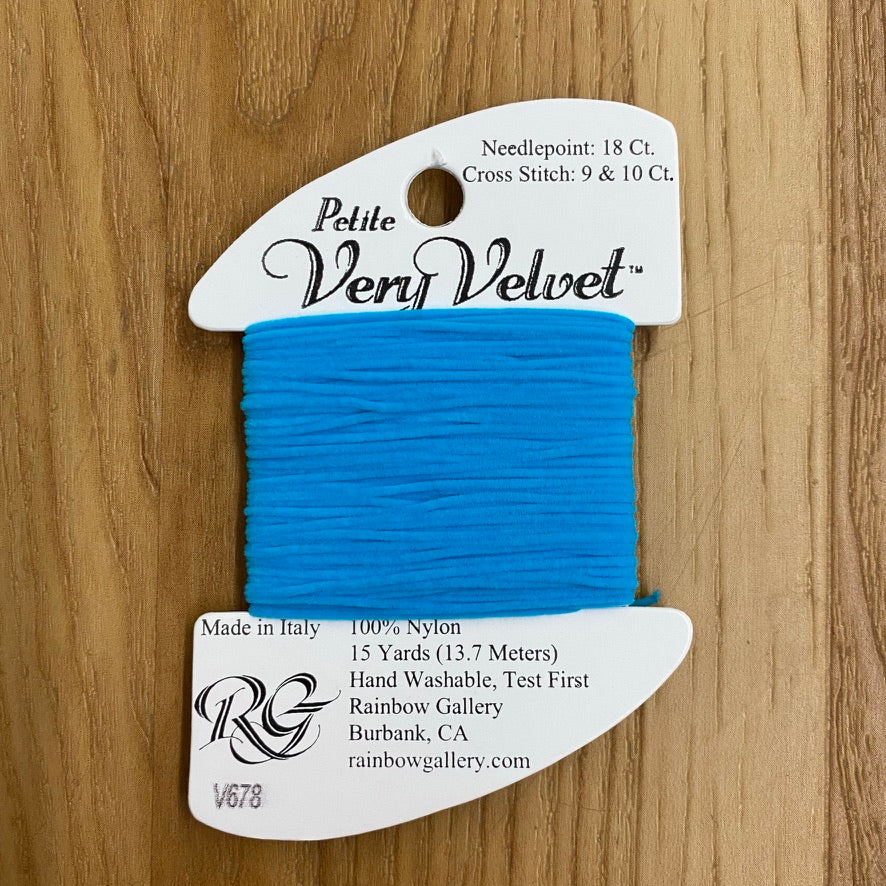 Needlepoint: 18 Ct.
Cross Stitch: 9 & 10 Ct.
Petite
Very Velvet™
Made in Italy
100% Nylon
15 Yards (13.7 Meters)
Hand Washable, Test First
Rainbow Gallery
Burbank, CA
rainbowgallery.com
RG
V678